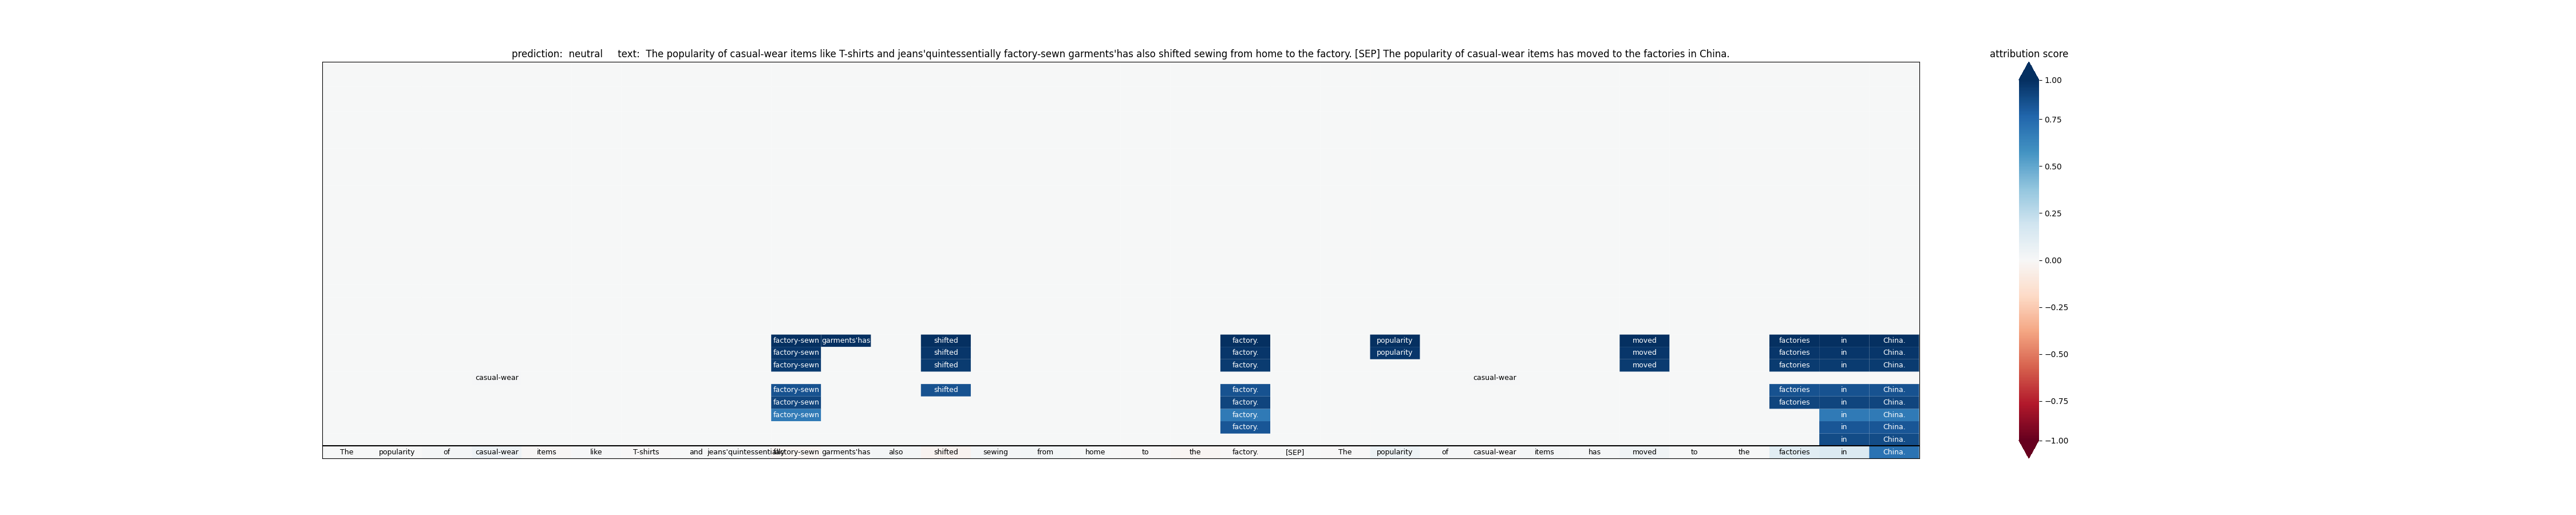 prediction:  neutral     text:  The popularity of casual-wear items like T-shirts and jeans'quintessentially factory-sewn garments'has also shifted sewing from home to the factory. [SEP] The popularity of casual-wear items has moved to the factories in China.
attribution score
1.00
0.75
0.50
0.25
0.00
−0.25
−0.50
−0.75
−1.00
factory-sewn garments'has shifted factory. popularity moved factories in China.
factory-sewn shifted factory. popularity moved factories in China.
factory-sewn shifted factory. moved factories in China.
casual-wear casual-wear
factory-sewn shifted factory. factories in China.
factory-sewn factory. factories in China.
factory-sewn factory. in China.
factory. in China.
in China.
The popularity of casual-wear items like T-shirts and jeans'quintessentially factory-sewn garments'has also shifted sewing from home to the factory. [SEP] The popularity of casual-wear items has moved to the factories in China.